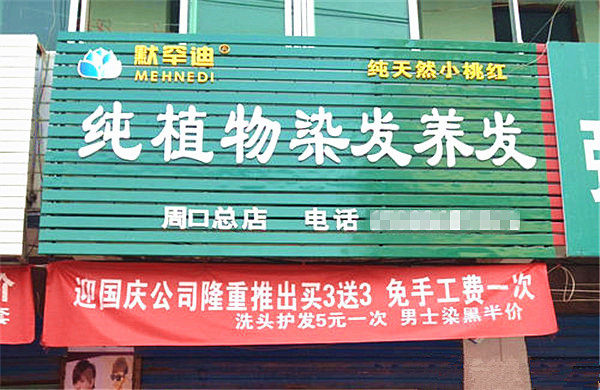 默罕迪®
MEHNEDI
纯天然小桃红
纯植物染发养发
周口总店 电话
迎国庆公司隆重推出买3送3 免手工费一次
洗头护发5元一次 男士染黑半价